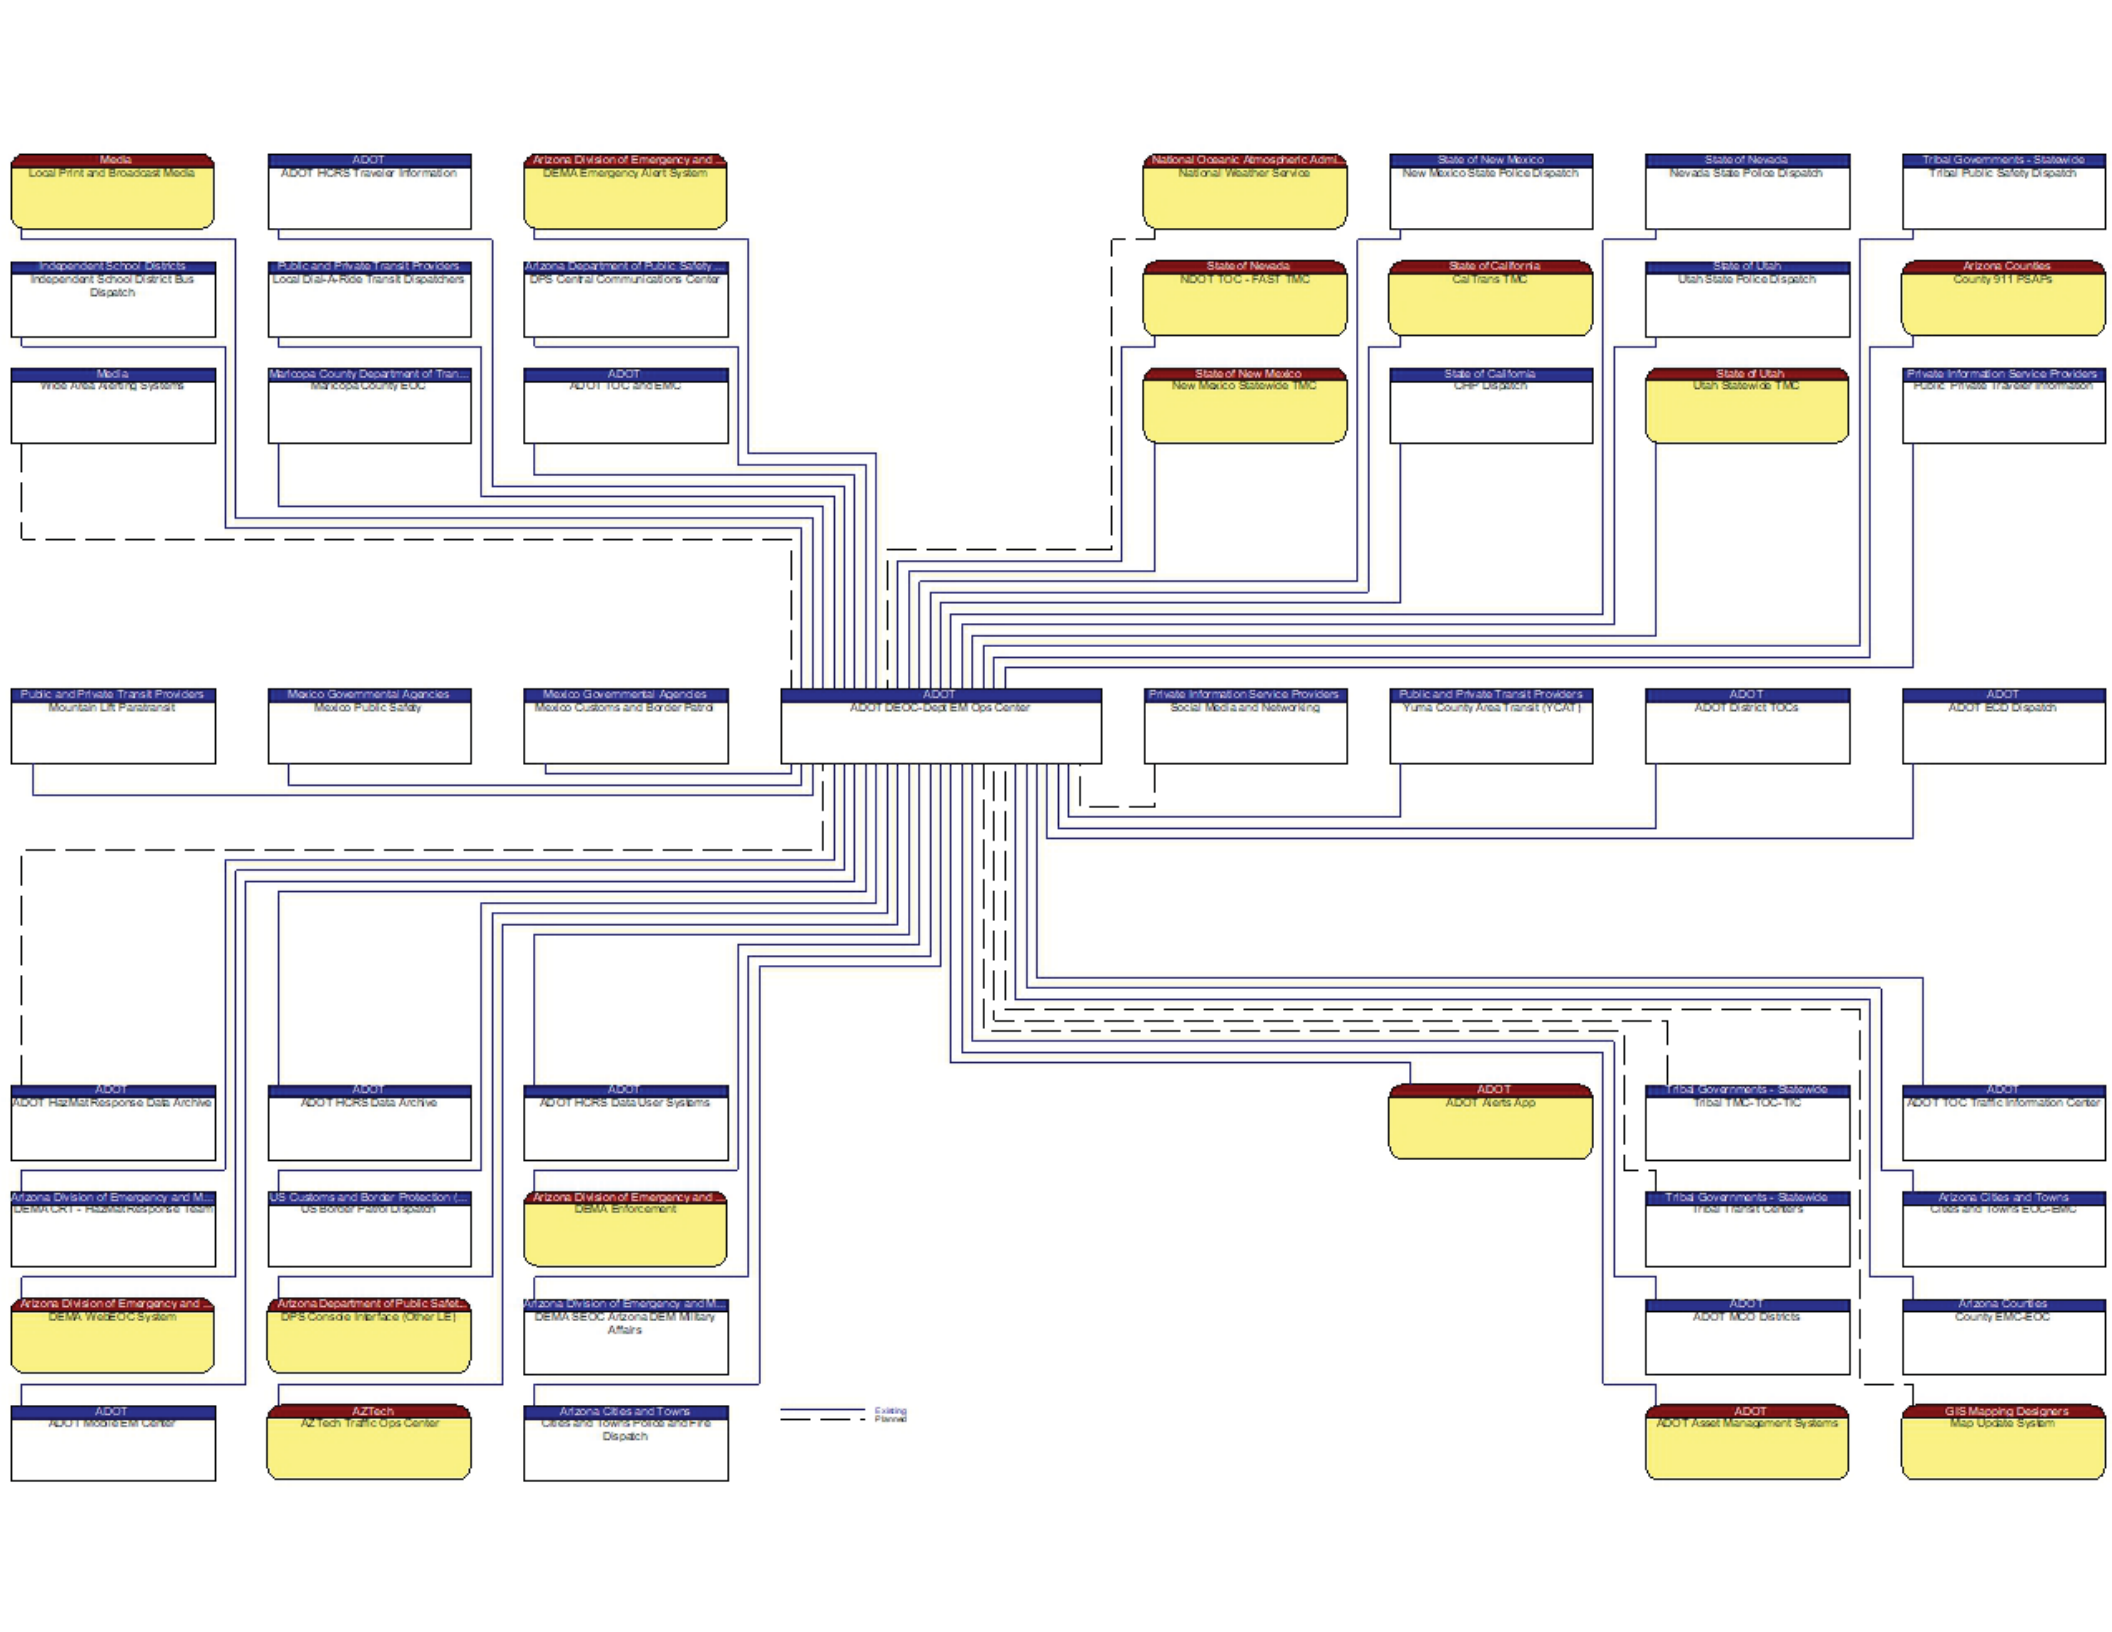 Media
Local Print and Broadcast Media
ADOT
ADOT HCRS Traveler Information
Arizona Division of Emergency and ...
DEMA Emergency Alert System
National Oceanic Atmospheric Admi...
National Weather Service
State of New Mexico
New Mexico State Police Dispatch
State of Nevada
Nevada State Police Dispatch
Tribal Governments - Statewide
Tribal Public Safety Dispatch
Independent School Districts
Independent School District Bus
Dispatch
Public and Private Transit Providers
Local Dial-A-Ride Transit Dispatchers
Arizona Department of Public Safety ...
DPS Central Communications Center
State of Nevada
NDOT TOC - FAST TMC
State of California
CalTrans TMC
State of Utah
Utah State Police Dispatch
Arizona Counties
County 911 PSAPs
Media
Wide Area Alerting Systems
Maricopa County Department of Tran...
Maricopa County EOC
ADOT
ADOT TOC and EMC
State of New Mexico
New Mexico Statewide TMC
State of California
CHP Dispatch
State of Utah
Utah Statewide TMC
Private Information Service Providers
Public Private Traveler Information
Public and Private Transit Providers
Mountain Lift Paratransit
Mexico Governmental Agencies
Mexico Public Safety
Mexico Governmental Agencies
Mexico Customs and Border Patrol
ADOT
ADOT DEOC-Dept EM Ops Center
Private Information Service Providers
Social Media and Networking
Public and Private Transit Providers
Yuma County Area Transit (YCAT)
ADOT
ADOT District TOCs
ADOT
ADOT ECD Dispatch
ADOT
ADOT HazMat Response Data Archive
ADOT
ADOT HCRS Data Archive
ADOT
ADOT HCRS Data User Systems
ADOT
ADOT Alerts App
Tribal Governments - Statewide
Tribal TMC-TOC-TIC
ADOT
ADOT TOC Traffic Information Center
Arizona Division of Emergency and M...
DEMA CRT - HazMat Response Team
US Customs and Border Protection (...
US Border Patrol Dispatch
Arizona Division of Emergency and ...
DEMA Enforcement
Tribal Governments - Statewide
Tribal Transit Centers
Arizona Cities and Towns
Cities and Towns EOC-EMC
Arizona Division of Emergency and ...
DEMA WebEOC System
Arizona Department of Public Safet...
DPS Console Interface (Other LE)
Arizona Division of Emergency and M...
DEMA SEOC Arizona DEM Military
Affairs
ADOT
ADOT MCO Districts
Arizona Counties
County EMC-EOC
ADOT
ADOT Mobile EM Center
AZTech
AZTech Traffic Ops Center
Arizona Cities and Towns
Cities and Towns Police and Fire
Dispatch
Existing
Planned
ADOT
ADOT Asset Management Systems
GIS Mapping Designers
Map Update System